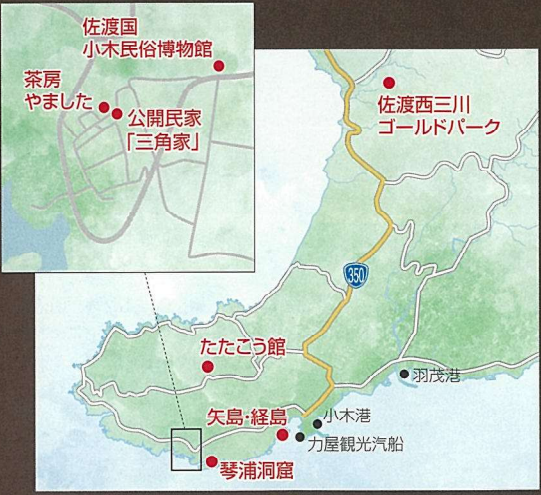 佐渡国
小木民俗博物館
茶房
やました
公開民家
「三角家」
佐渡西三川
ゴールドパーク
350
たたこう館
羽茂港
矢島・経島
小木港
力屋観光汽船
琴浦洞窟